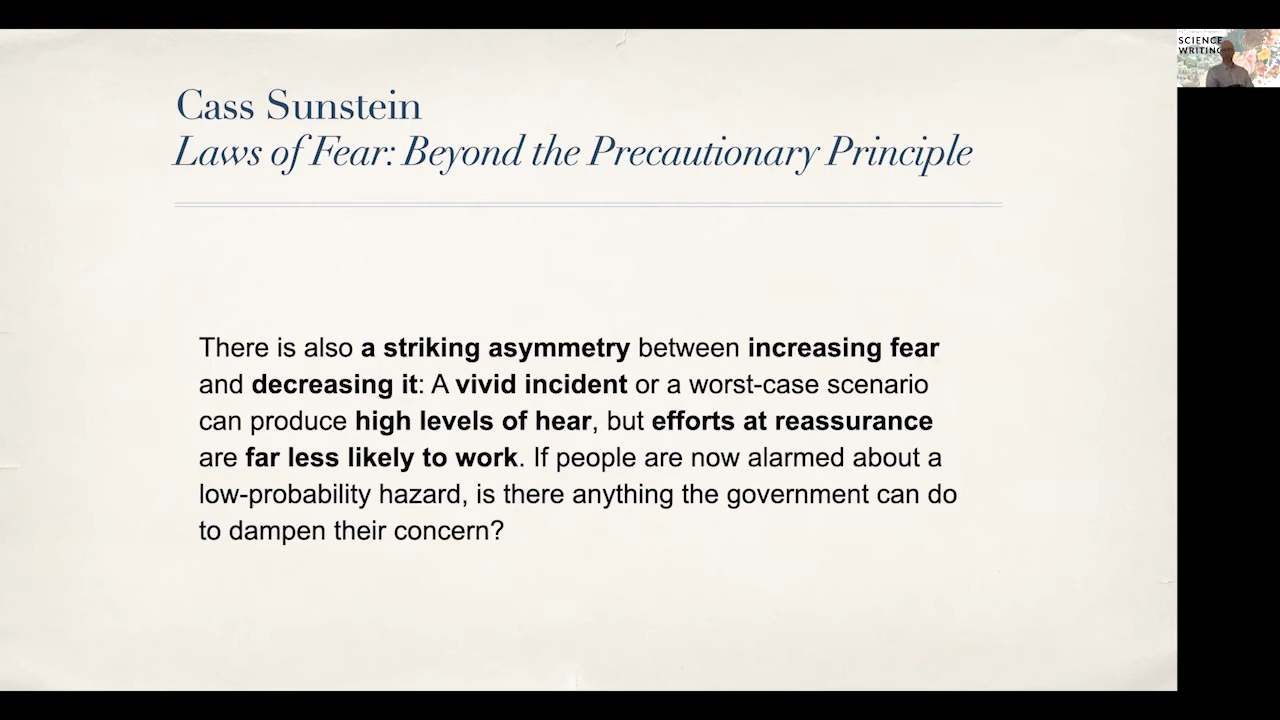 SCIENCE
WRITING
Cass Sunstein
Laws of Fear: Beyond the Precautionary Principle
There is also a striking asymmetry between increasing fear
and decreasing it: A vivid incident or a worst-case scenario
can produce high levels of hear, but efforts at reassurance
are far less likely to work. If people are now alarmed about a
low-probability hazard, is there anything the government can do
to dampen their concern?